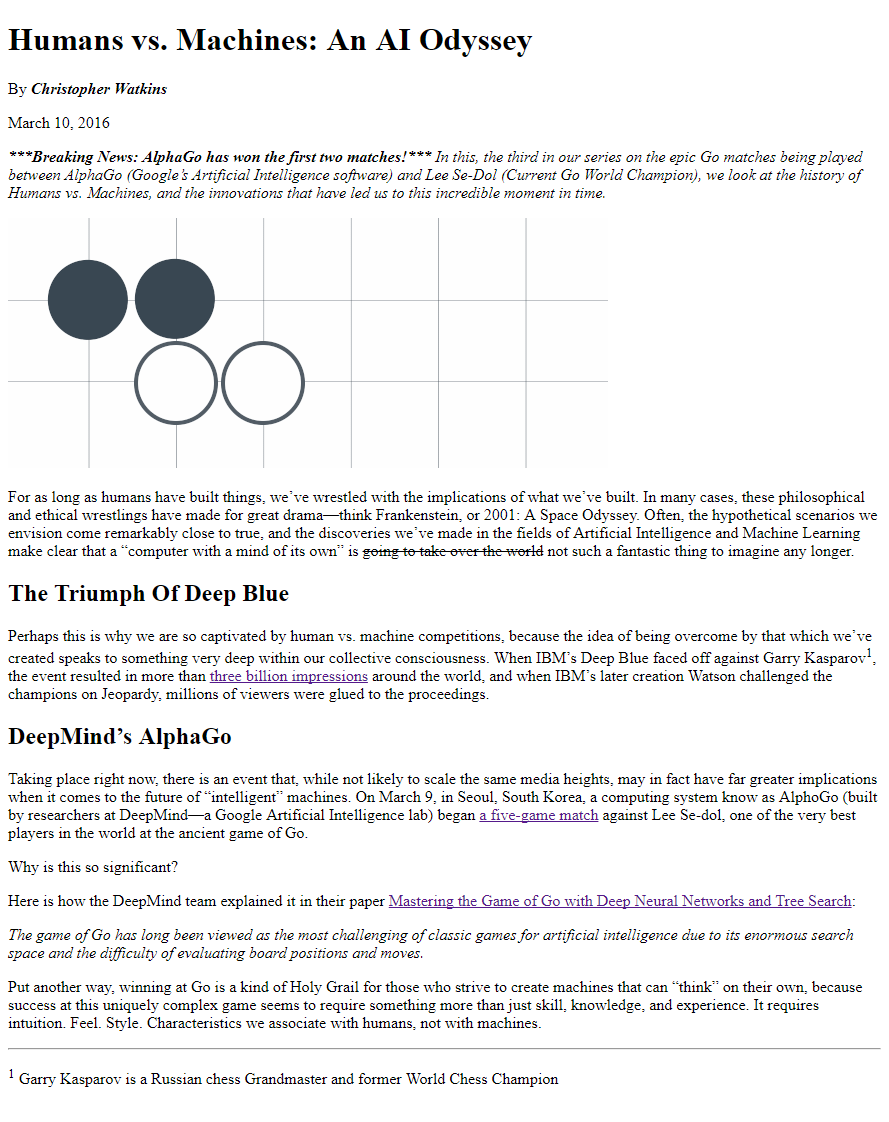 Humans vs. Machines: An AI Odyssey
By Christopher Watkins
March 10, 2016
***Breaking News: AlphaGo has won the first two matches!*** In this, the third in our series on the epic Go matches being played
between AlphaGo (Google's Artificial Intelligence software) and Lee Se-Dol (Current Go World Champion), we look at the history of
Humans vs. Machines, and the innovations that have led us to this incredible moment in time.
For as long as humans have built things, we've wrestled with the implications of what we've built. In many cases, these philosophical
and ethical wrestlings have made for great drama—think Frankenstein, or 2001: A Space Odyssey. Often, the hypothetical scenarios we
envision come remarkably close to true, and the discoveries we've made in the fields of Artificial Intelligence and Machine Learning
make clear that a “computer with a mind of its own” is going to take over the world not such a fantastic thing to imagine any longer.
The Triumph Of Deep Blue
Perhaps this is why we are so captivated by human vs. machine competitions, because the idea of being overcome by that which we've
created speaks to something very deep within our collective consciousness. When IBM's Deep Blue faced off against Garry Kasparov1,
the event resulted in more than three billion impressions around the world, and when IBM's later creation Watson challenged the
champions on Jeopardy, millions of viewers were glued to the proceedings.
DeepMind’s AlphaGo
Taking place right now, there is an event that, while not likely to scale the same media heights, may in fact have far greater implications
when it comes to the future of “intelligent” machines. On March 9, in Seoul, South Korea, a computing system know as AlphoGo (built
by researchers at DeepMind—a Google Artificial Intelligence lab) began a five-game match against Lee Se-dol, one of the very best
players in the world at the ancient game of Go.
Why is this so significant?
Here is how the DeepMind team explained it in their paper Mastering the Game of Go with Deep Neural Networks and Tree Search:
The game of Go has long been viewed as the most challenging of classic games for artificial intelligence due to its enormous search
space and the difficulty of evaluating board positions and moves.
Put another way, winning at Go is a kind of Holy Grail for those who strive to create machines that can “think” on their own, because
success at this uniquely complex game seems to require something more than just skill, knowledge, and experience. It requires
intuition. Feel. Style. Characteristics we associate with humans, not with machines.
1 Garry Kasparov is a Russian chess Grandmaster and former World Chess Champion